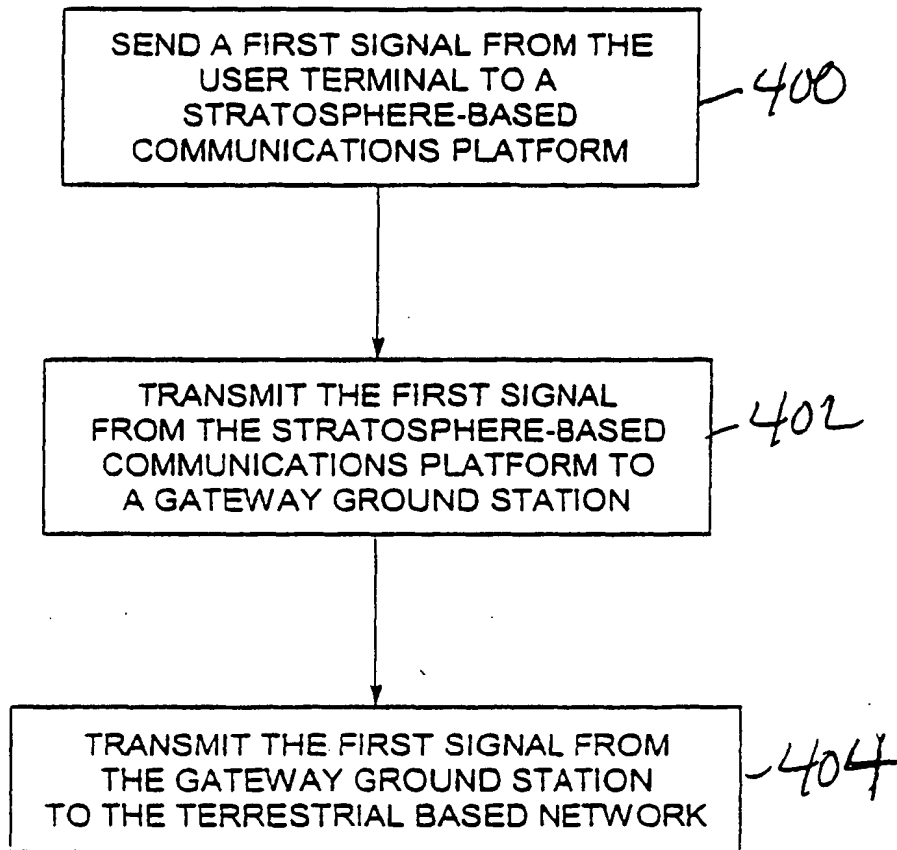 SEND A FIRST SIGNAL FROM THE
USER TERMINAL TO A
STRATOSPHERE-BASED
COMMUNICATIONS PLATFORM
400
TRANSMIT THE FIRST SIGNAL
FROM THE STRATOSPHERE-BASED
COMMUNICATIONS PLATFORM TO
A GATEWAY GROUND STATION
402
TRANSMIT THE FIRST SIGNAL FROM
THE GATEWAY GROUND STATION
TO THE TERRESTRIAL BASED NETWORK
404